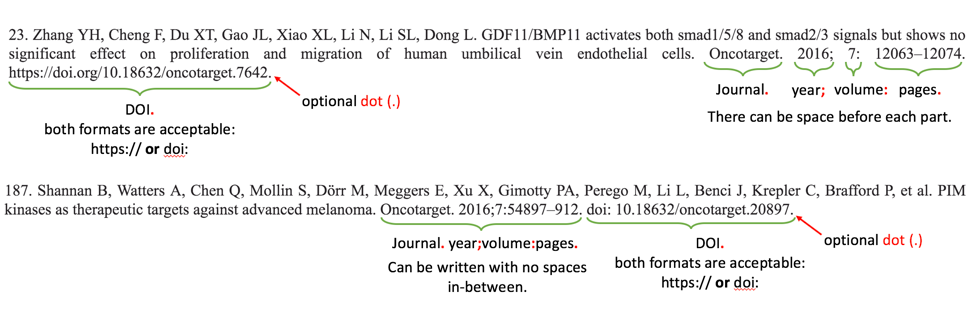 23. Zhang YH, Cheng F, Du XT, Gao JL, Xiao XL, Li N, Li SL, Dong L. GDF11/BMP11 activates both smad1/5/8 and smad2/3 signals but shows no
significant effect on proliferation and migration of human umbilical vein endothelial cells. Oncotarget. 2016; 7: 12063–12074.
https://doi.org/10.18632/oncotarget.7642.
optional dot (.)
Journal. year; volume: pages.
DOI.
There can be space before each part.
both formats are acceptable:
https:// or doi:
187. Shannan B, Watters A, Chen Q, Mollin S, Dörr M, Meggers E, Xu X, Gimotty PA, Perego M, Li L, Benci J, Krepler C, Brafford P, et al. PIM
kinases as therapeutic targets against advanced melanoma. Oncotarget. 2016;7:54897–912. doi: 10.18632/oncotarget.20897.
Journal. year;volume:pages.
DOI.
optional dot (.)
Can be written with no spaces
in-between.
both formats are acceptable:
https:// or doi: